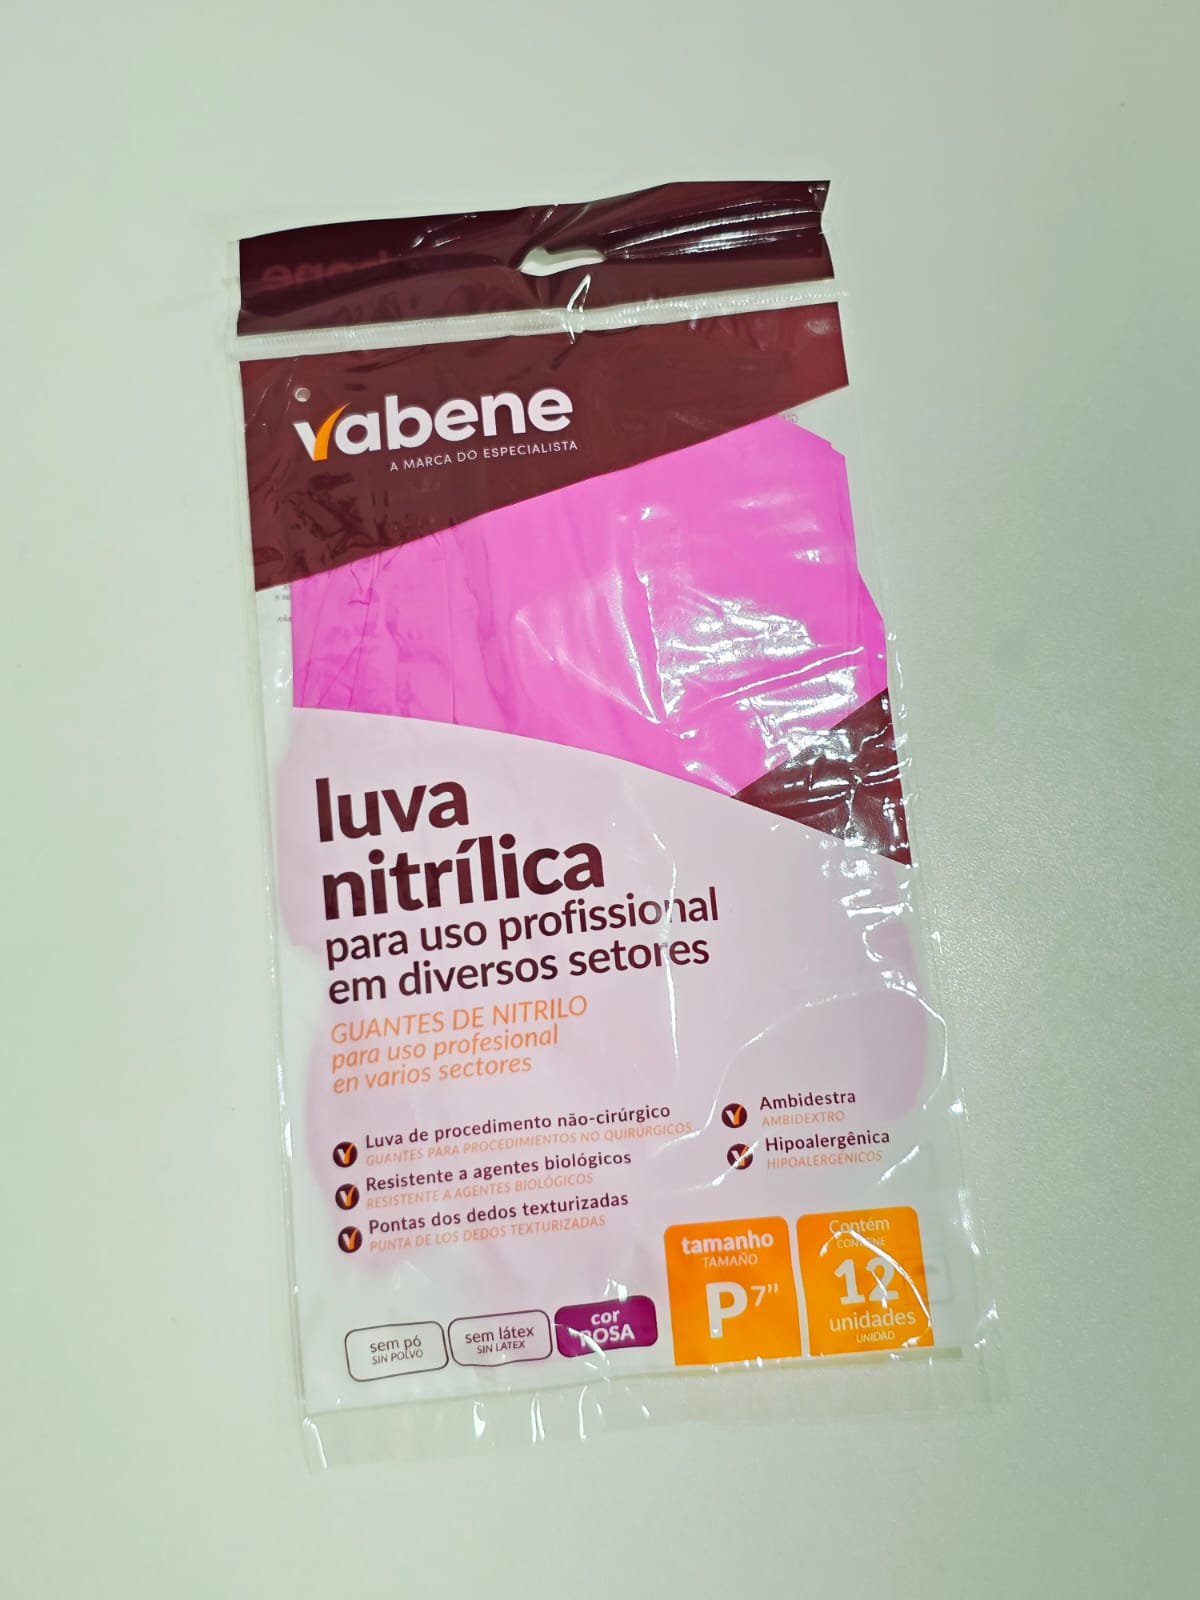 vabene
A MARCA DO ESPECIALISTA
luva
nitrílica
para uso profissional
em diversos setores
GUANTES DE NITRILO
para uso profesional
en varios sectores
Luva de procedimento não-cirúrgico
GUANTES PARA PROCEDIMIENTOS NO QUIRÚRGICOS
Resistente a agentes biológicos
RESISTENTE A AGENTES BIOLÓGICOS
Pontas dos dedos texturizadas
PUNTA DE LOS DEDOS TEXTURIZADAS
Ambidestra
AMBIDEXTRO
Hipoalergênica
HIPOALERGÉNICOS
sem pó
SIN POLVO
sem látex
SIN LATEX
cor
ROSA
tamanho
TAMAÑO
P 7”
Contém
CONTIENE
12
unidades
UNIDAD